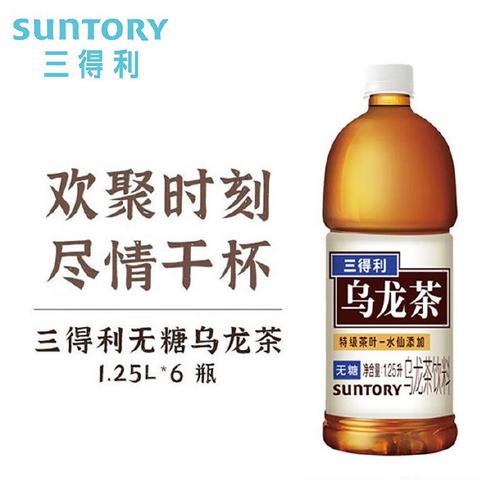 SUNTORY
三得利
欢聚时刻
尽情干杯
三得利无糖乌龙茶
1.25L*6 瓶
三得利
乌龙茶
特级茶叶-水仙添加
无糖 净含量:1.25升
SUNTORY 乌龙茶饮料